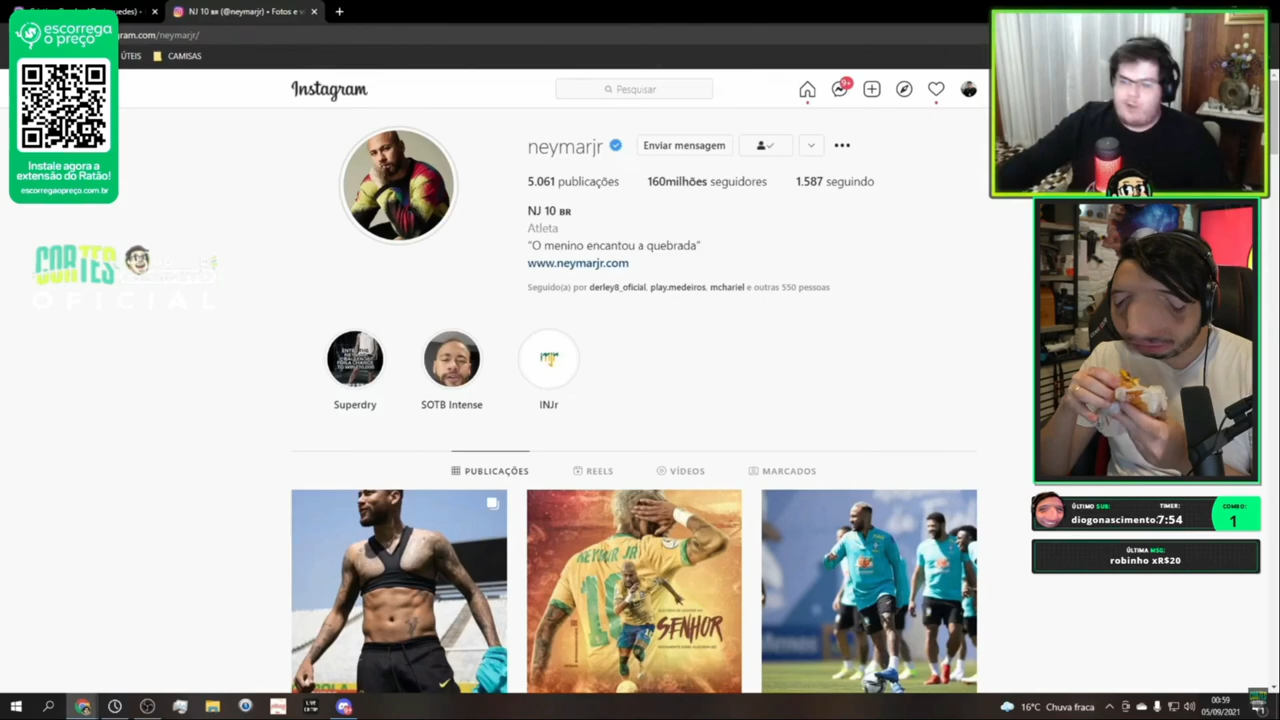 NJ 10 BR (@neymarjr) • Fotos e v
gram.com/neymarjr/
ÚTEIS
CAMISAS
escorrega
o preço
Instale agora a
extensão do Ratão!
escorregaopreço.com.br
CORTES
OFICIAL
Instagram
Pesquisar
9+
neymarjr
Enviar mensagem
5.061 publicações
160milhões seguidores
1.587 seguindo
NJ 10 BR
Atleta
"O menino encantou a quebrada"
www.neymarjr.com
Seguido(a) por derley8_oficial, play.medeiros, mchariel e outras 550 pessoas
Superdry
SOTB Intense
INJr
PUBLICAÇÕES
REELS
VÍDEOS
MARCADOS
NEYMAR JR
10
SENHOR
ÚLTIMO SUB:
TIMER:
COMBO:
diogonascimento
7:54
1
ÚLTIMA MSG:
robinho xR$20
16°C Chuva fraca
00:59
05/09/2021